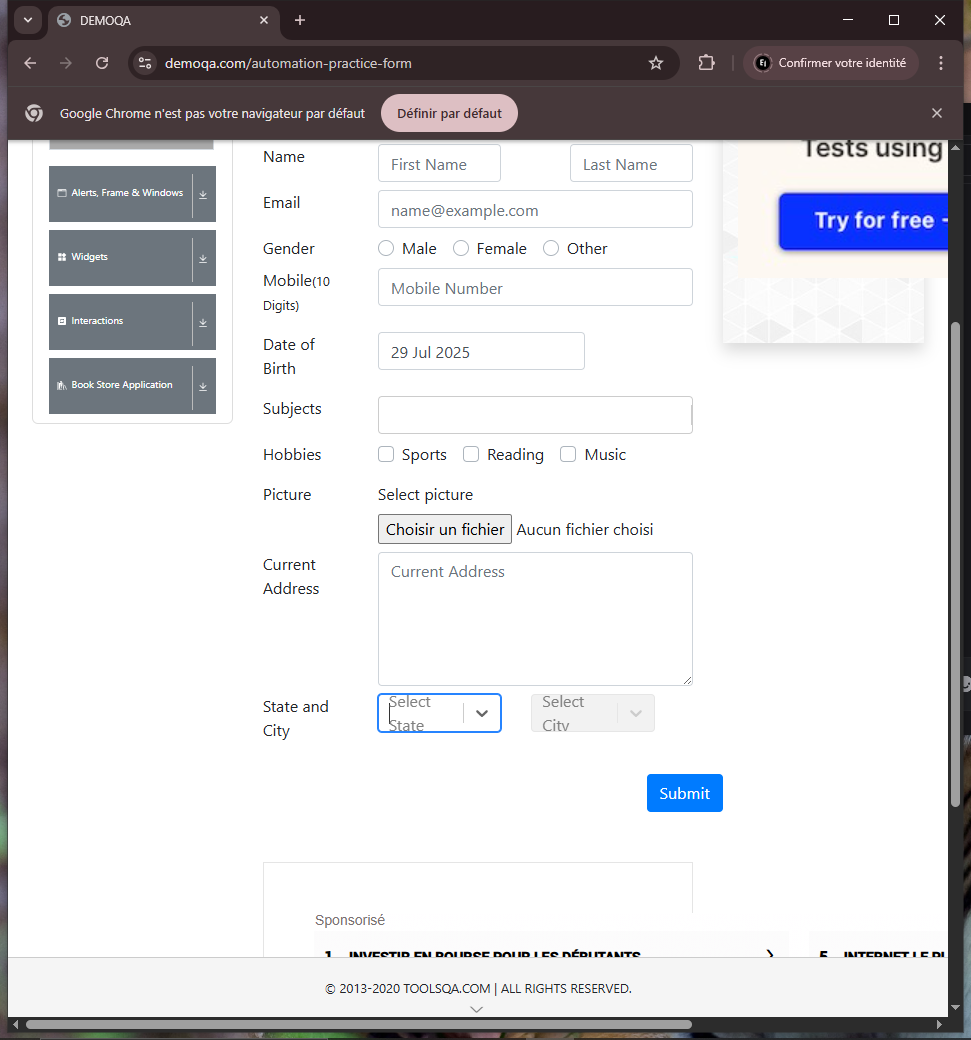 DEMOQA
demoqa.com/automation-practice-form
Confirmer votre identité
Google Chrome n'est pas votre navigateur par défaut
Définir par défaut
Alerts, Frame & Windows
Widgets
Interactions
Book Store Application
Name
First Name
Last Name
Email
name@example.com
Gender
Male
Female
Other
Mobile(10
Digits)
Mobile Number
Date of
Birth
29 Jul 2025
Subjects
Hobbies
Sports
Reading
Music
Picture
Select picture
Choisir un fichier
Aucun fichier choisi
Current
Address
Current Address
State and
City
Select
State
Select
City
Submit
Tests using
Try for free
Sponsorisé
1. INVESTIR EN BOURSE POUR LES DÉBUTANTS
5. INTERNET LE
© 2013-2020 TOOLSQA.COM | ALL RIGHTS RESERVED.